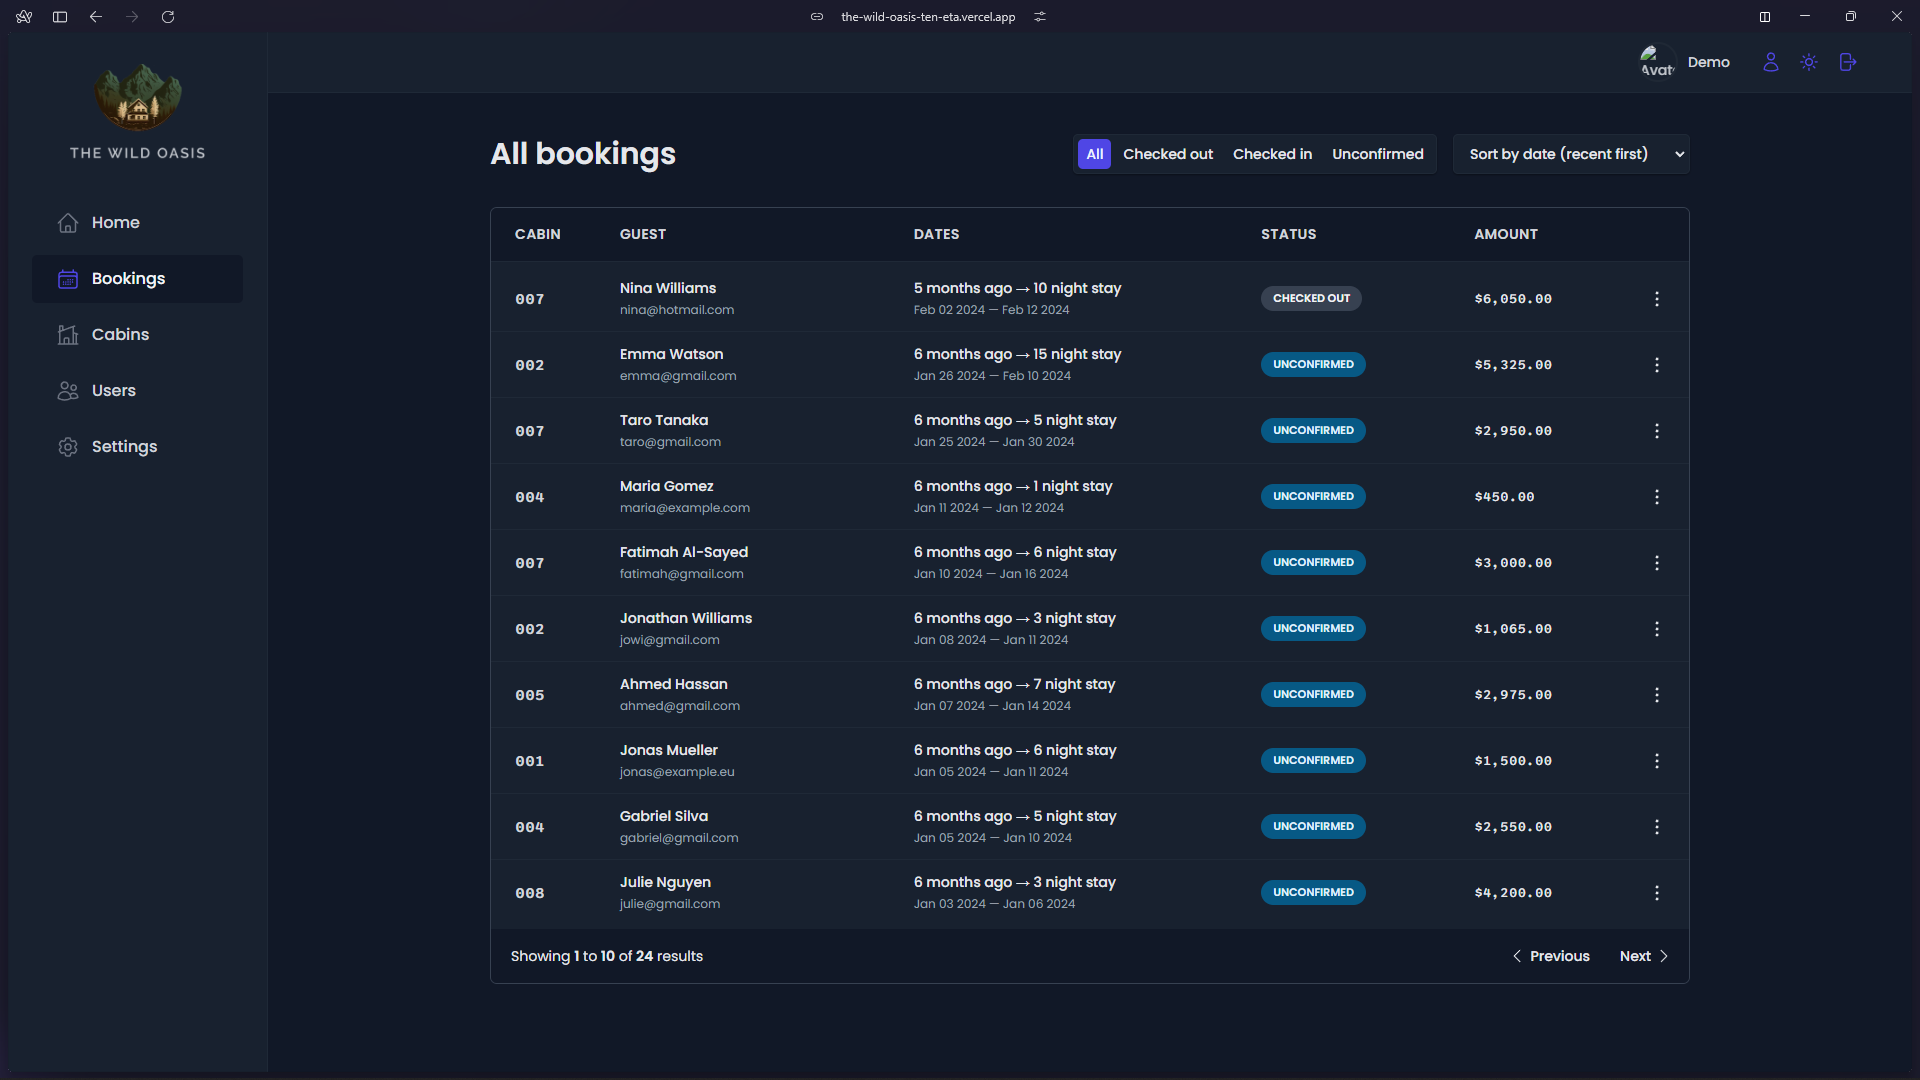 the-wild-oasis-ten-eta.vercel.app
THE WILD OASIS
Avat
Demo
Home
Bookings
Cabins
Users
Settings
All bookings
All Checked out Checked in Unconfirmed
Sort by date (recent first)
CABIN GUEST DATES STATUS AMOUNT
007 Nina Williams 5 months ago → 10 night stay CHECKED OUT $6,050.00
nina@hotmail.com Feb 02 2024 — Feb 12 2024
002 Emma Watson 6 months ago → 15 night stay UNCONFIRMED $5,325.00
emma@gmail.com Jan 26 2024 — Feb 10 2024
007 Taro Tanaka 6 months ago → 5 night stay UNCONFIRMED $2,950.00
taro@gmail.com Jan 25 2024 — Jan 30 2024
004 Maria Gomez 6 months ago → 1 night stay UNCONFIRMED $450.00
maria@example.com Jan 11 2024 — Jan 12 2024
007 Fatimah Al-Sayed 6 months ago → 6 night stay UNCONFIRMED $3,000.00
fatimah@gmail.com Jan 10 2024 — Jan 16 2024
002 Jonathan Williams 6 months ago → 3 night stay UNCONFIRMED $1,065.00
jowi@gmail.com Jan 08 2024 — Jan 11 2024
005 Ahmed Hassan 6 months ago → 7 night stay UNCONFIRMED $2,975.00
ahmed@gmail.com Jan 07 2024 — Jan 14 2024
001 Jonas Mueller 6 months ago → 6 night stay UNCONFIRMED $1,500.00
jonas@example.eu Jan 05 2024 — Jan 11 2024
004 Gabriel Silva 6 months ago → 5 night stay UNCONFIRMED $2,550.00
gabriel@gmail.com Jan 05 2024 — Jan 10 2024
008 Julie Nguyen 6 months ago → 3 night stay UNCONFIRMED $4,200.00
julie@gmail.com Jan 03 2024 — Jan 06 2024
Showing 1 to 10 of 24 results
Previous Next